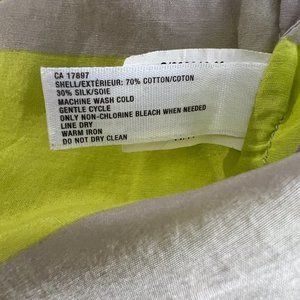 CA 17897
SHELL/EXTÉRIEUR: 70% COTTON/COTON
30% SILK/SOIE
MACHINE WASH COLD
GENTLE CYCLE
ONLY NON-CHLORINE BLEACH WHEN NEEDED
LINE DRY
WARM IRON
DO NOT DRY CLEAN